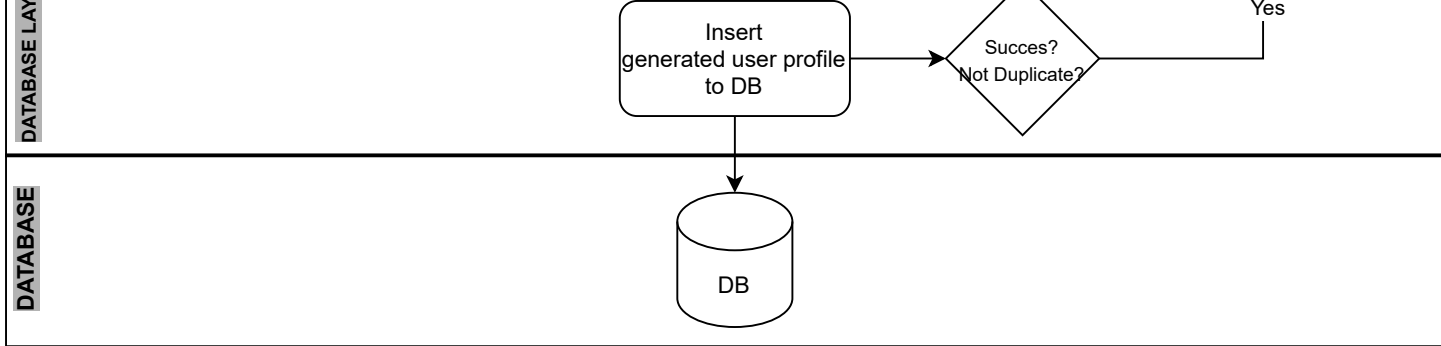 DATABASE LAY
Insert
generated user profile
to DB
Succes?
Not Duplicate?
Yes
DATABASE
DB